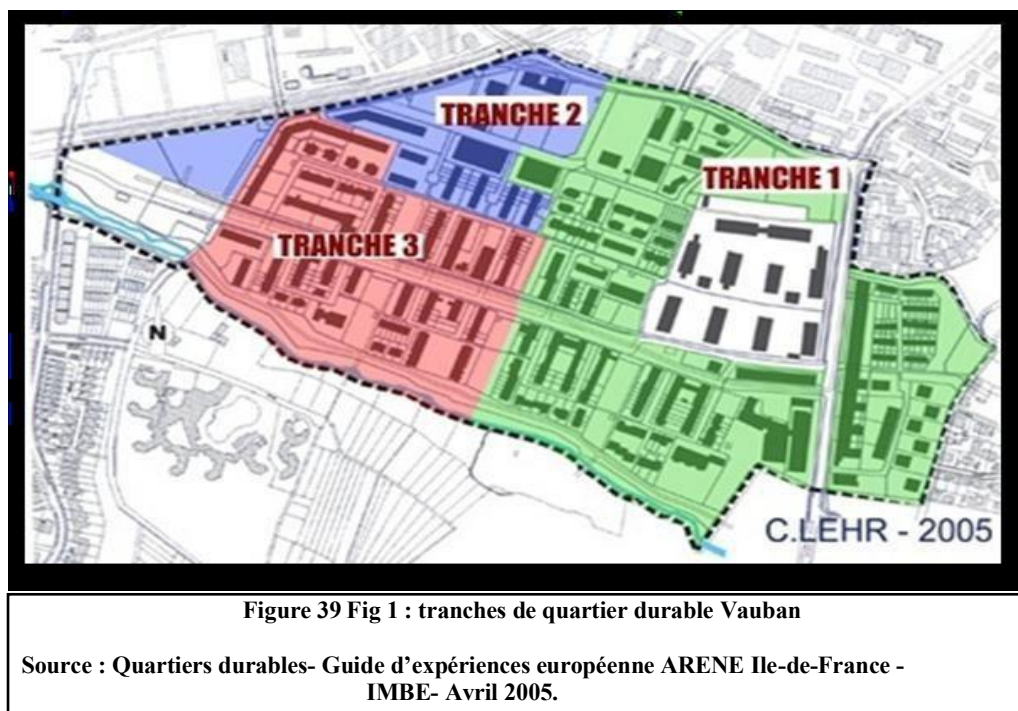 TRANCHE 2
TRANCHE 1
TRANCHE 3
N
C.LEHR - 2005
Figure 39 Fig 1 : tranches de quartier durable Vauban
Source : Quartiers durables- Guide d’expériences européenne ARENE Ile-de-France -
IMBE- Avril 2005.